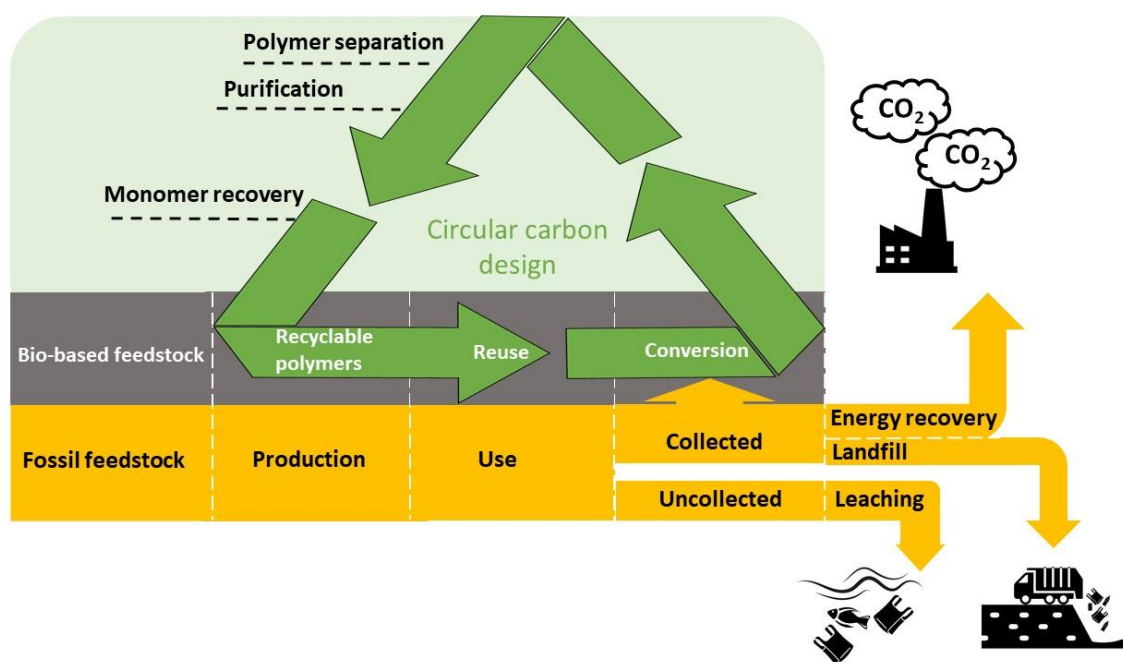 Polymer separation
Purification
CO₂
CO₂
Monomer recovery
Circular carbon
design
Bio-based feedstock
Recyclable
polymers
Reuse
Conversion
Energy recovery
Fossil feedstock
Production
Use
Collected
Landfill
Uncollected
Leaching